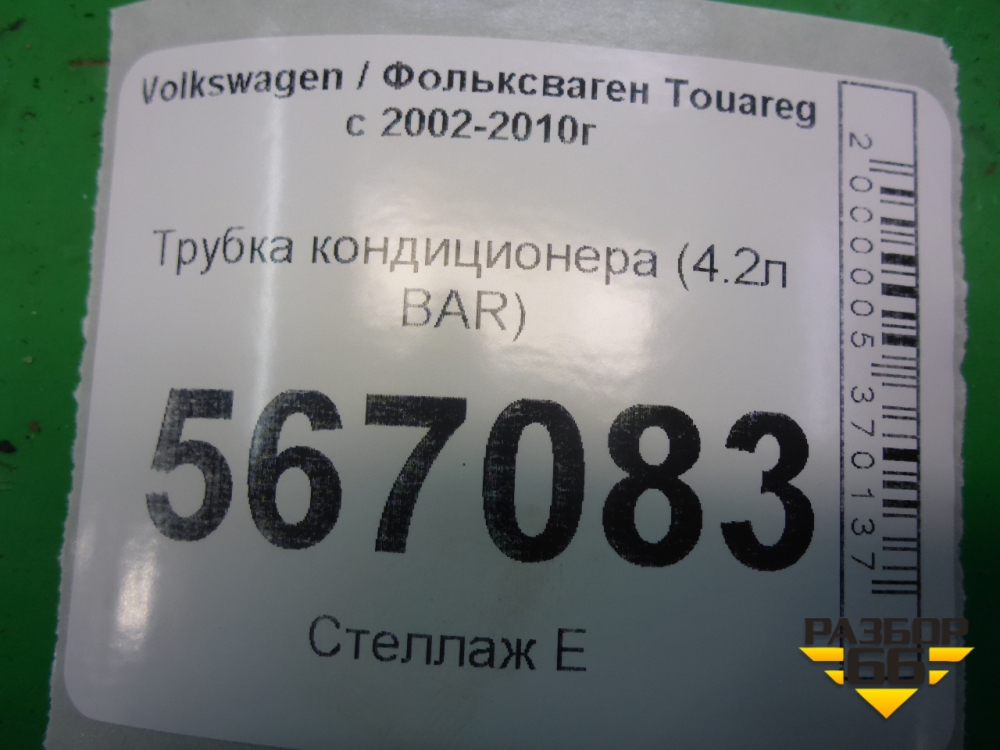 Volkswagen / Фольксваген Touareg
с 2002-2010г
Трубка кондиционера (4.2л
BAR)
567083
Стеллаж Е
2000005370137
РАЗБОР
66